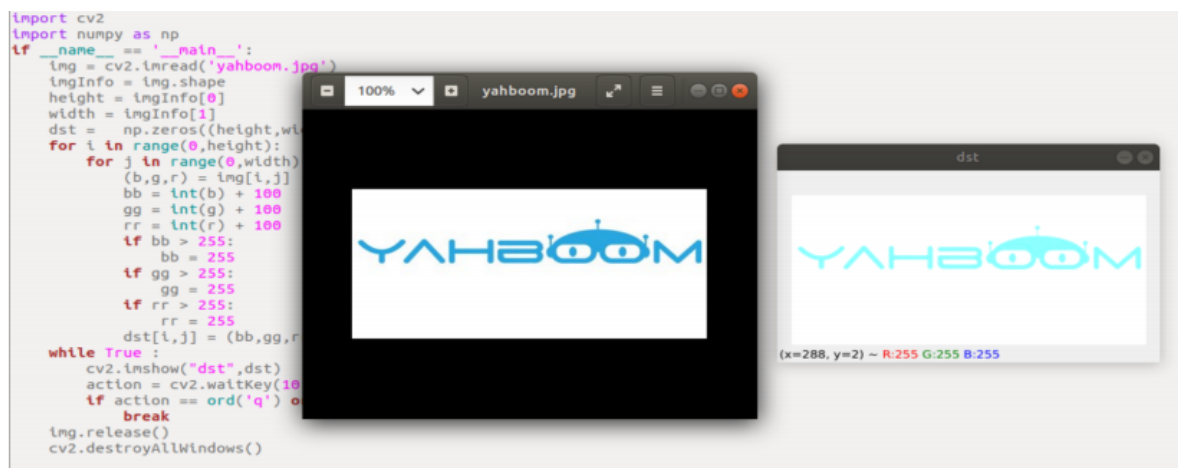 import cv2
import numpy as np
if __name__ == '__main__':
    img = cv2.imread('yahboom.jpg')
    imgInfo = img.shape
    height = imgInfo[0]
    width = imgInfo[1]
    dst =   np.zeros((height,wi
    for i in range(0,height):
        for j in range(0,width)
            (b,g,r) = img[i,j]
            bb = int(b) + 100
            gg = int(g) + 100
            rr = int(r) + 100
            if bb > 255:
                bb = 255
            if gg > 255:
                gg = 255
            if rr > 255:
                rr = 255
            dst[i,j] = (bb,gg,r
    while True :
        cv2.imshow("dst",dst)
        action = cv2.waitKey(10
        if action == ord('q') o
            break
    img.release()
    cv2.destroyAllWindows()
100% yahboom.jpg
YAHBOOM
dst
YAHBOOM
(x=288, y=2) ~ R:255 G:255 B:255